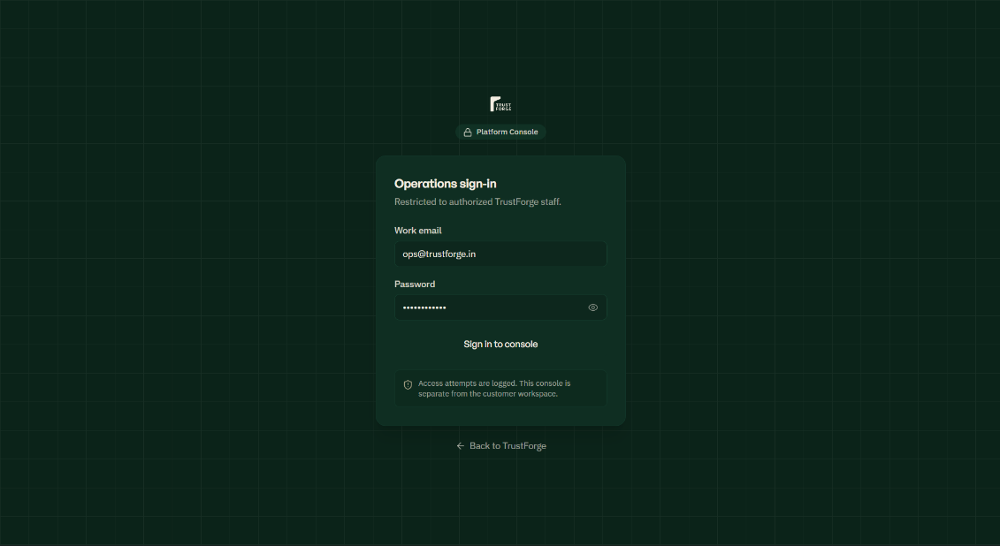 TRUST
FORGE
Platform Console
Operations sign-in
Restricted to authorized TrustForge staff.
Work email
ops@trustforge.in
Password
••••••••••••
Sign in to console
Access attempts are logged. This console is
separate from the customer workspace.
← Back to TrustForge